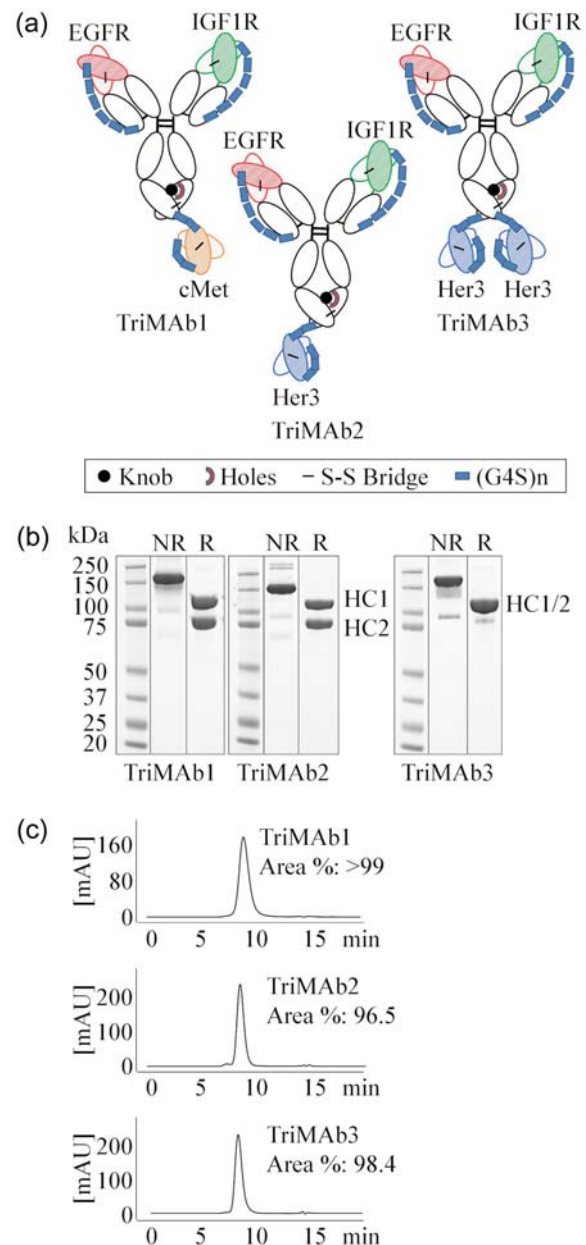 (a)
EGFR IGF1R EGFR IGF1R
EGFR IGF1R
cMet Her3 Her3
TriMAb1 TriMAb3
Her3
TriMAb2
Knob Holes S-S Bridge (G4S)n
(b)
kDa NR R NR R NR R
250
150
100 HC1 HC1/2
75 HC2
50
37
25
20
TriMAb1 TriMAb2 TriMAb3
(c)
[mAU]
160
80
0
TriMAb1
Area %: >99
0 5 10 15 min
[mAU]
200
100
0
TriMAb2
Area %: 96.5
0 5 10 15 min
[mAU]
200
100
0
TriMAb3
Area %: 98.4
0 5 10 15 min